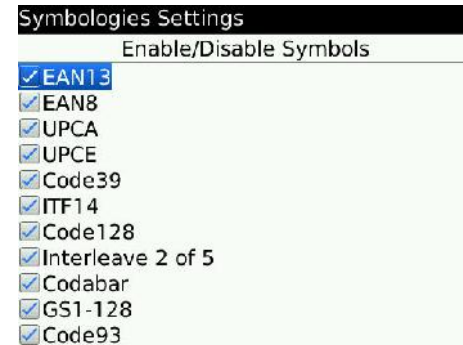 Symbologies Settings
Enable/Disable Symbols
EAN13
EAN8
UPCA
UPCE
Code39
ITF14
Code128
Interleave 2 of 5
Codabar
GS1-128
Code93